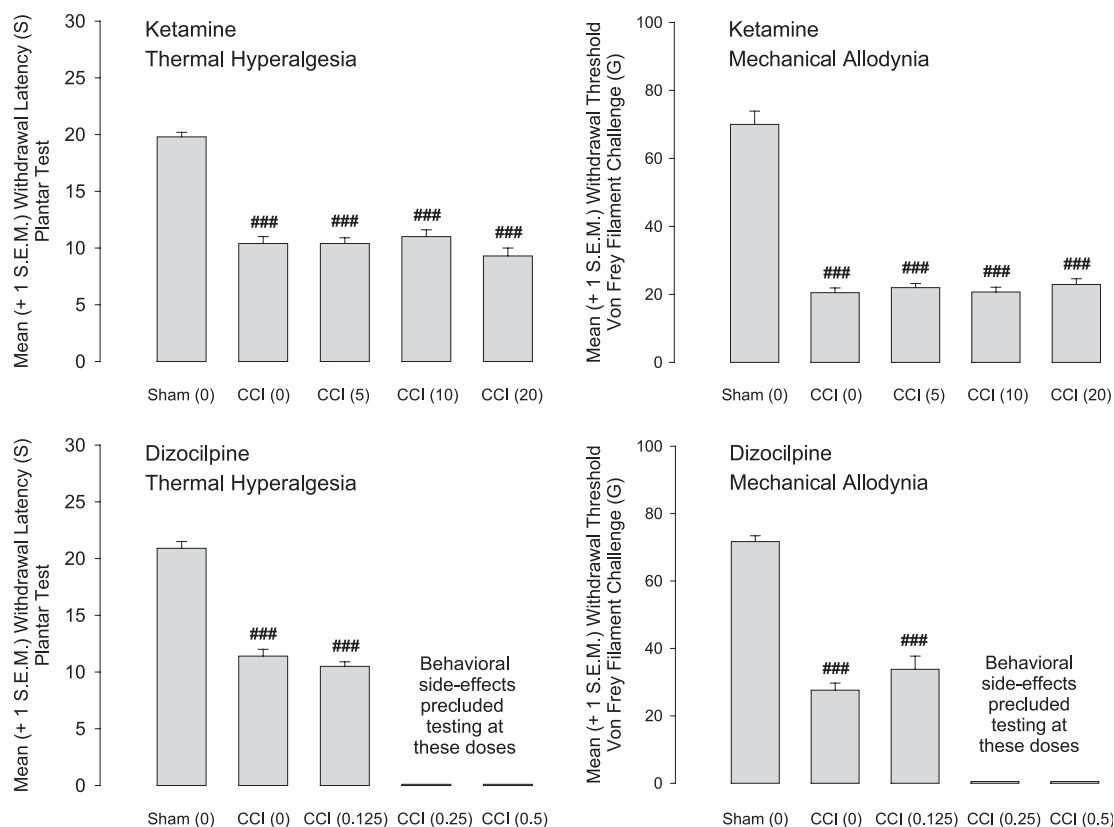 Ketamine
Thermal Hyperalgesia
Mean (+ 1 S.E.M.) Withdrawal Latency (S)
Plantar Test
30
25
20
15
10
5
0
###
###
###
###
Sham (0) CCI (0) CCI (5) CCI (10) CCI (20)
Ketamine
Mechanical Allodynia
Mean (+ 1 S.E.M.) Withdrawal Threshold
Von Frey Filament Challenge (G)
100
80
60
40
20
0
###
###
###
###
Sham (0) CCI (0) CCI (5) CCI (10) CCI (20)
Dizocilpine
Thermal Hyperalgesia
Mean (+ 1 S.E.M.) Withdrawal Latency (S)
Plantar Test
30
25
20
15
10
5
0
###
###
Behavioral
side-effects
precluded
testing at
these doses
Sham (0) CCI (0) CCI (0.125) CCI (0.25) CCI (0.5)
Dizocilpine
Mechanical Allodynia
Mean (+ 1 S.E.M.) Withdrawal Threshold
Von Frey Filament Challenge (G)
100
80
60
40
20
0
###
###
Behavioral
side-effects
precluded
testing at
these doses
Sham (0) CCI (0) CCI (0.125) CCI (0.25) CCI (0.5)